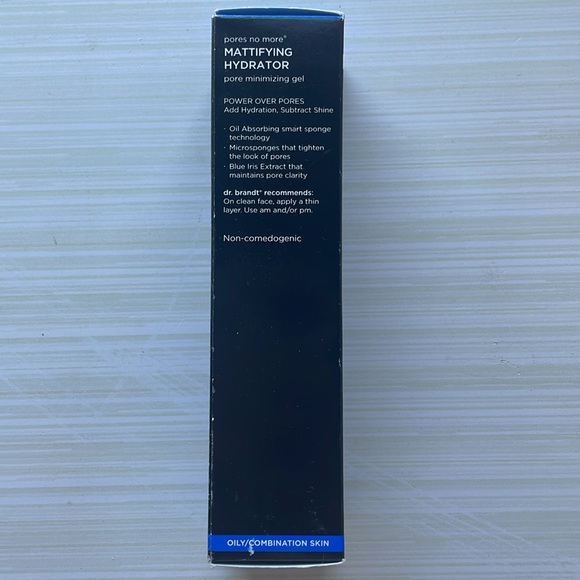 pores no more®
MATTIFYING
HYDRATOR
pore minimizing gel
POWER OVER PORES
Add Hydration, Subtract Shine
· Oil Absorbing smart sponge
technology
· Microsponges that tighten
the look of pores
· Blue Iris Extract that
maintains pore clarity
dr. brandt® recommends:
On clean face, apply a thin
layer. Use am and/or pm.
Non-comedogenic
OILY/COMBINATION SKIN